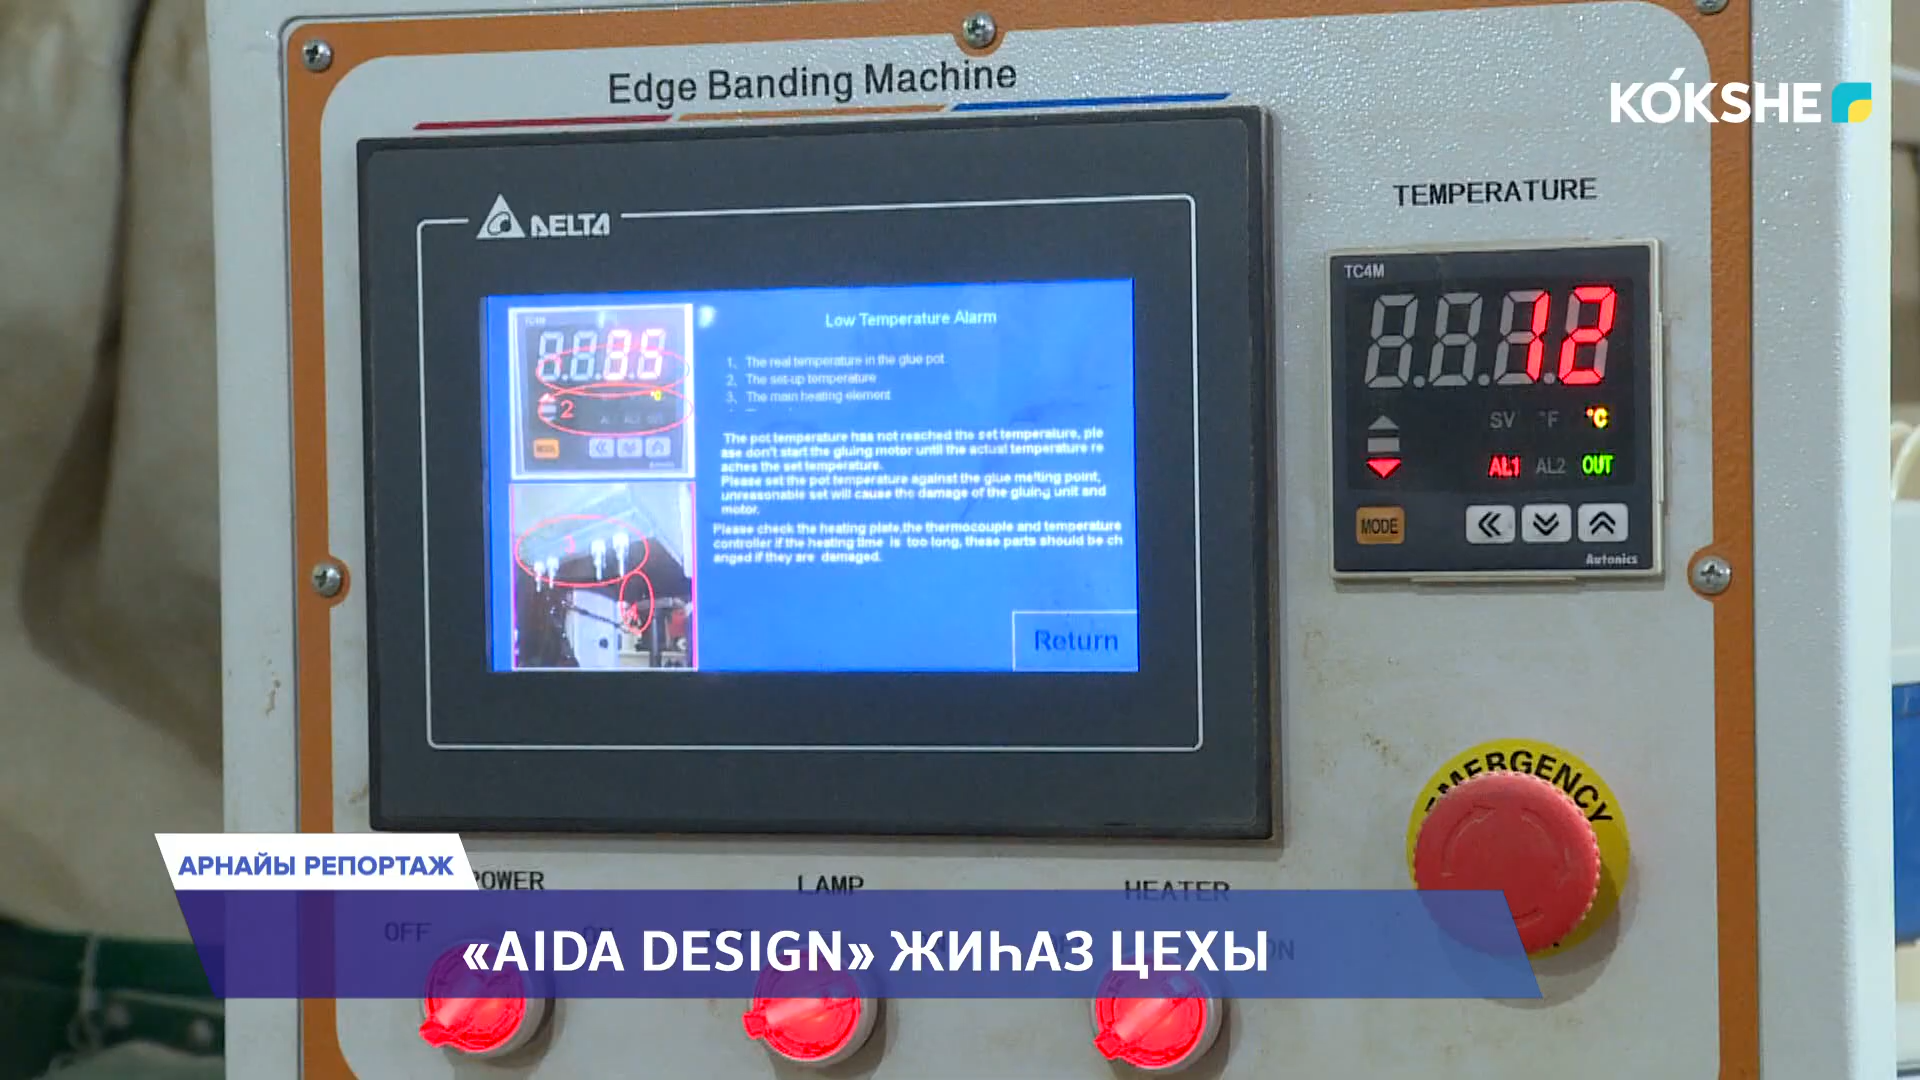 Edge Banding Machine
KÓKSHE
DELTA
TEMPERATURE
TC4M
12
SV °F °C
AL1 AL2 OUT
MODE
Autonics
Low Temperature Alarm
1、The real temperature in the glue pot
2、The set-up temperature
3、The main heating element
The pot temperature has not reached the set temperature, ple
ase don't start the gluing motor until the actual temperature re
aches the set temperature.
Please set the pot temperature against the glue melting point,
unreasonable set will cause the damage of the gluing unit and
motor.
Please check the heating plate,the thermocouple and temperature
controller if the heating time is too long, these parts should be ch
anged if they are damaged.
Return
85
2
EMERGENCY
АРНАЙЫ РЕПОРТАЖ
POWER
LAMP
HEATER
OFF
ON
ON
«AIDA DESIGN» ЖИҺАЗ ЦЕХЫ